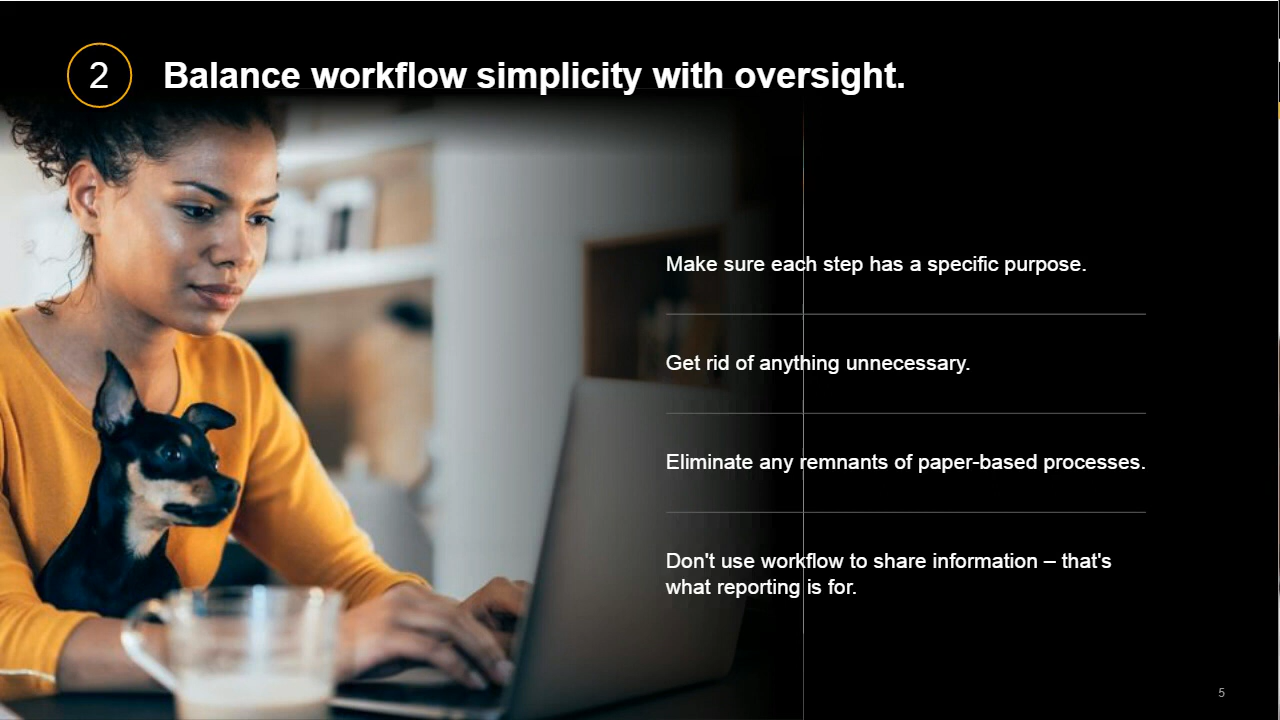 2
Balance workflow simplicity with oversight.
Make sure each step has a specific purpose.
Get rid of anything unnecessary.
Eliminate any remnants of paper-based processes.
Don't use workflow to share information – that's
what reporting is for.
5